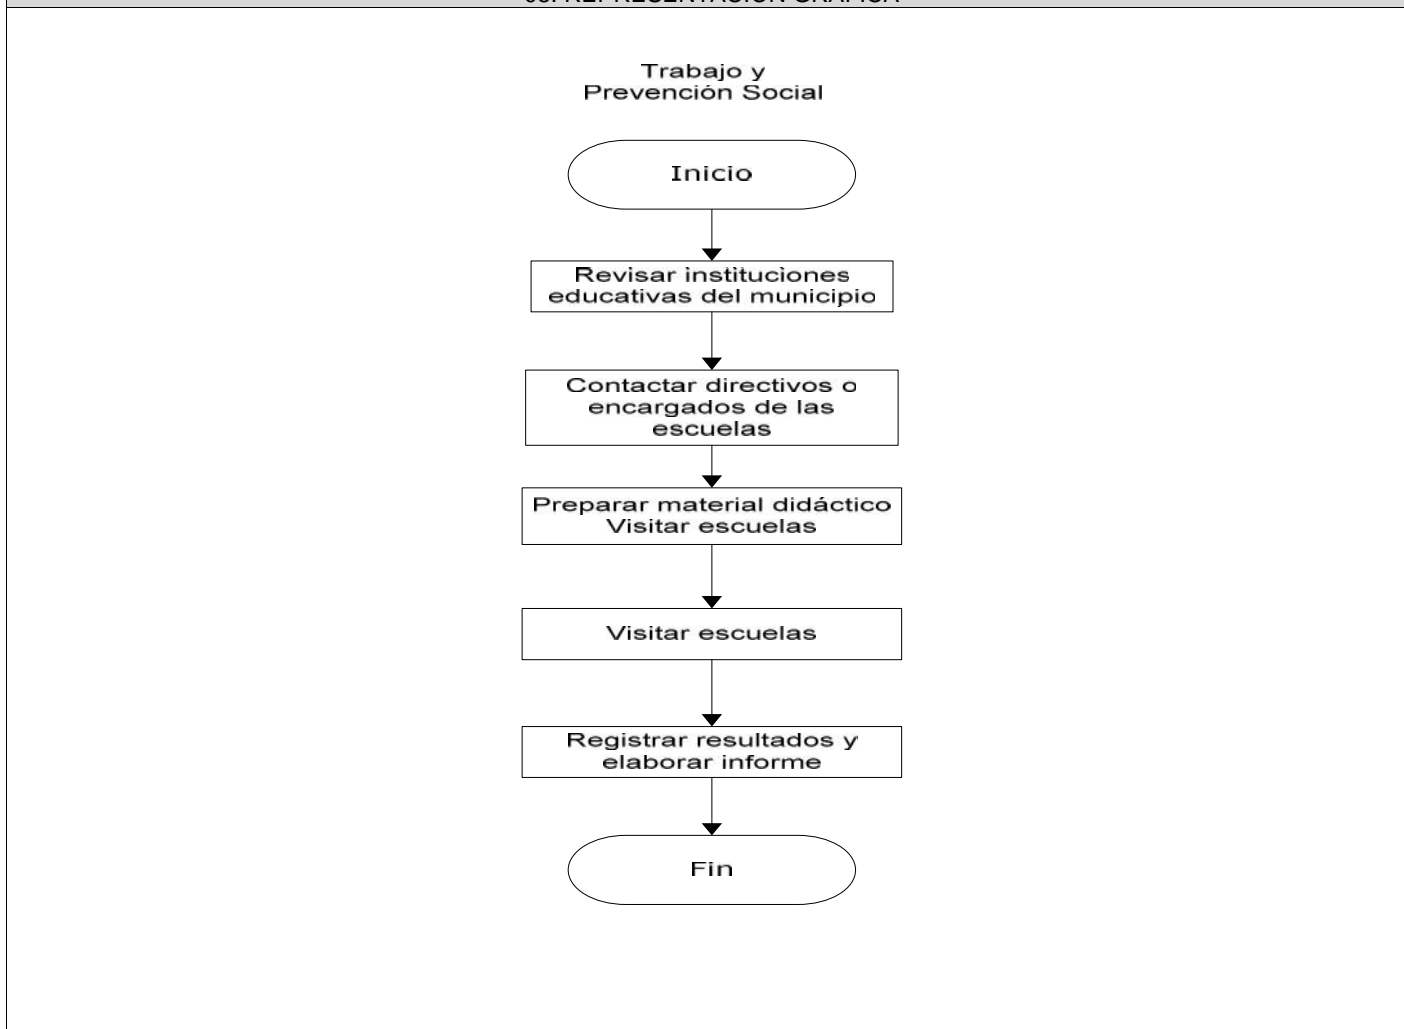 Trabajo y
Prevención Social
Inicio
Revisar instituciones
educativas del municipio
Contactar directivos o
encargados de las
escuelas
Preparar material didáctico
Visitar escuelas
Visitar escuelas
Registrar resultados y
elaborar informe
Fin